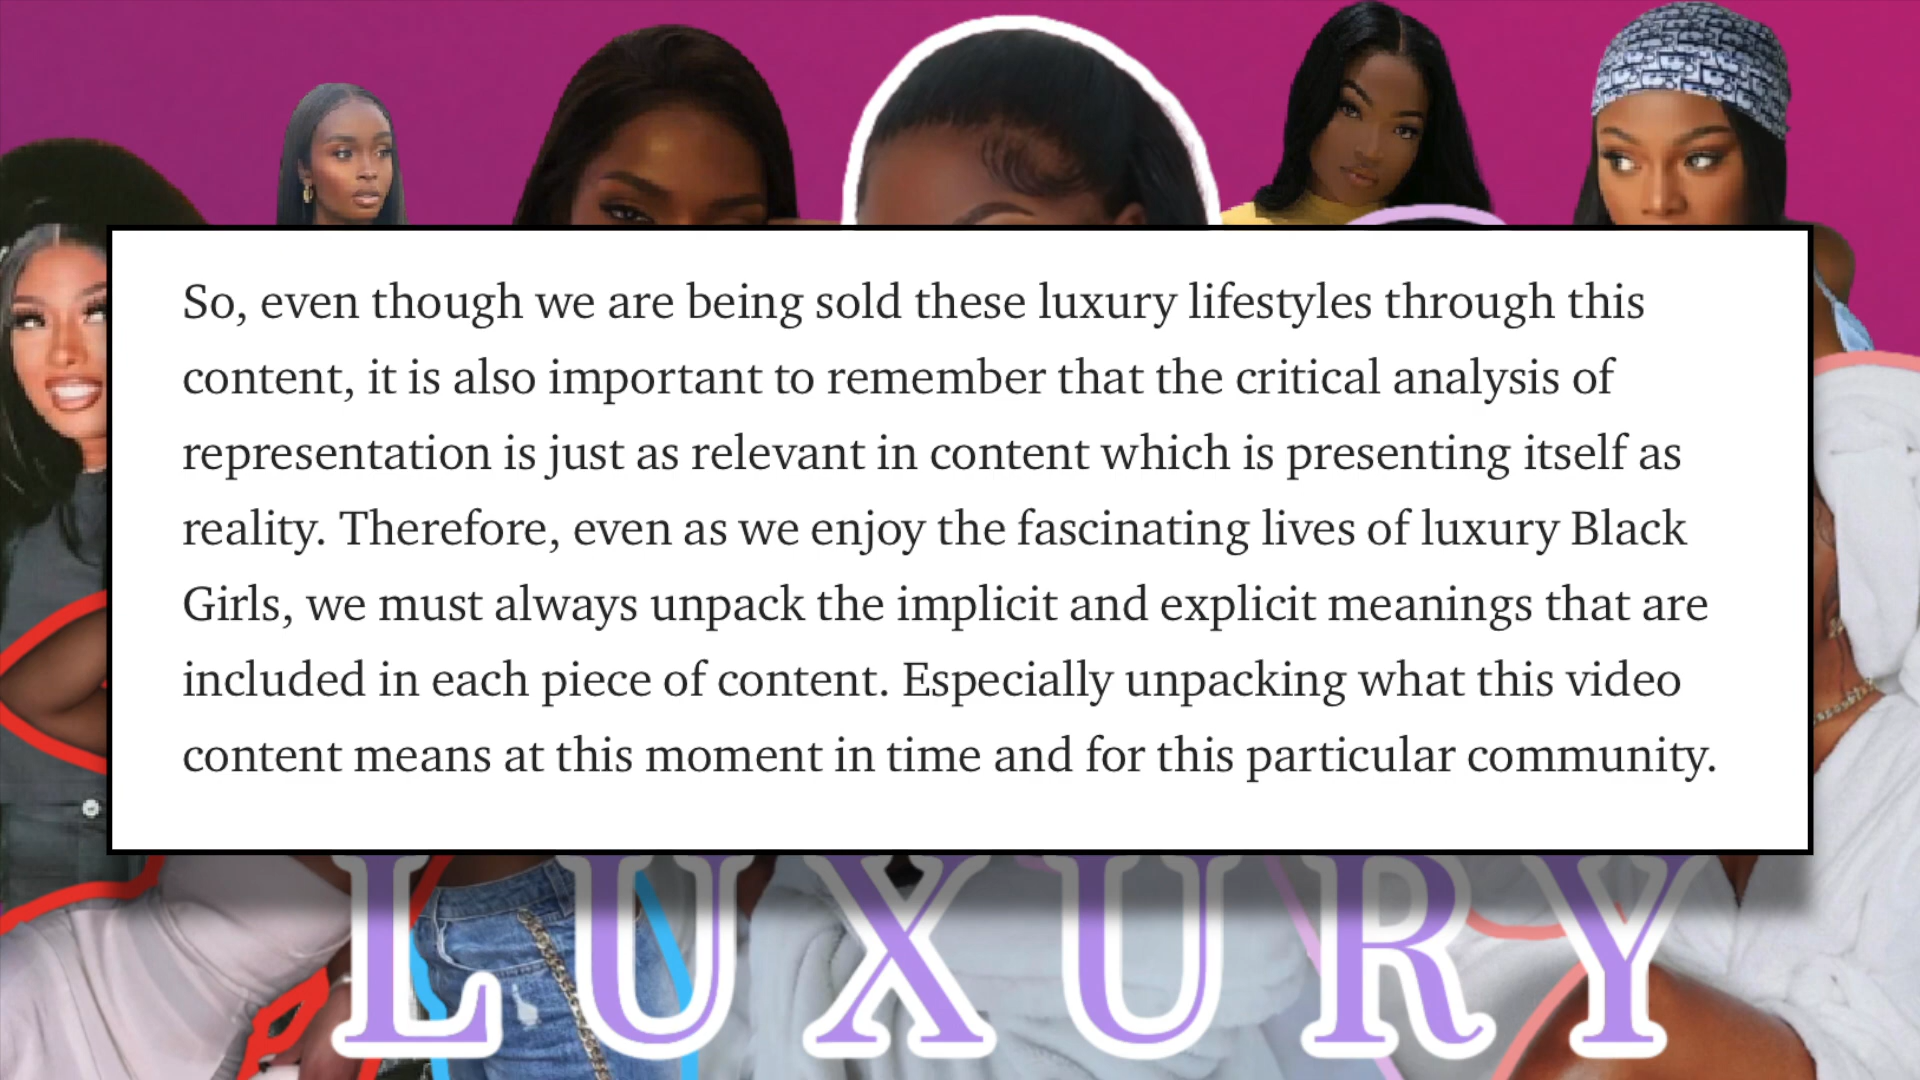 So, even though we are being sold these luxury lifestyles through this
content, it is also important to remember that the critical analysis of
representation is just as relevant in content which is presenting itself as
reality. Therefore, even as we enjoy the fascinating lives of luxury Black
Girls, we must always unpack the implicit and explicit meanings that are
included in each piece of content. Especially unpacking what this video
content means at this moment in time and for this particular community.
LUXURY